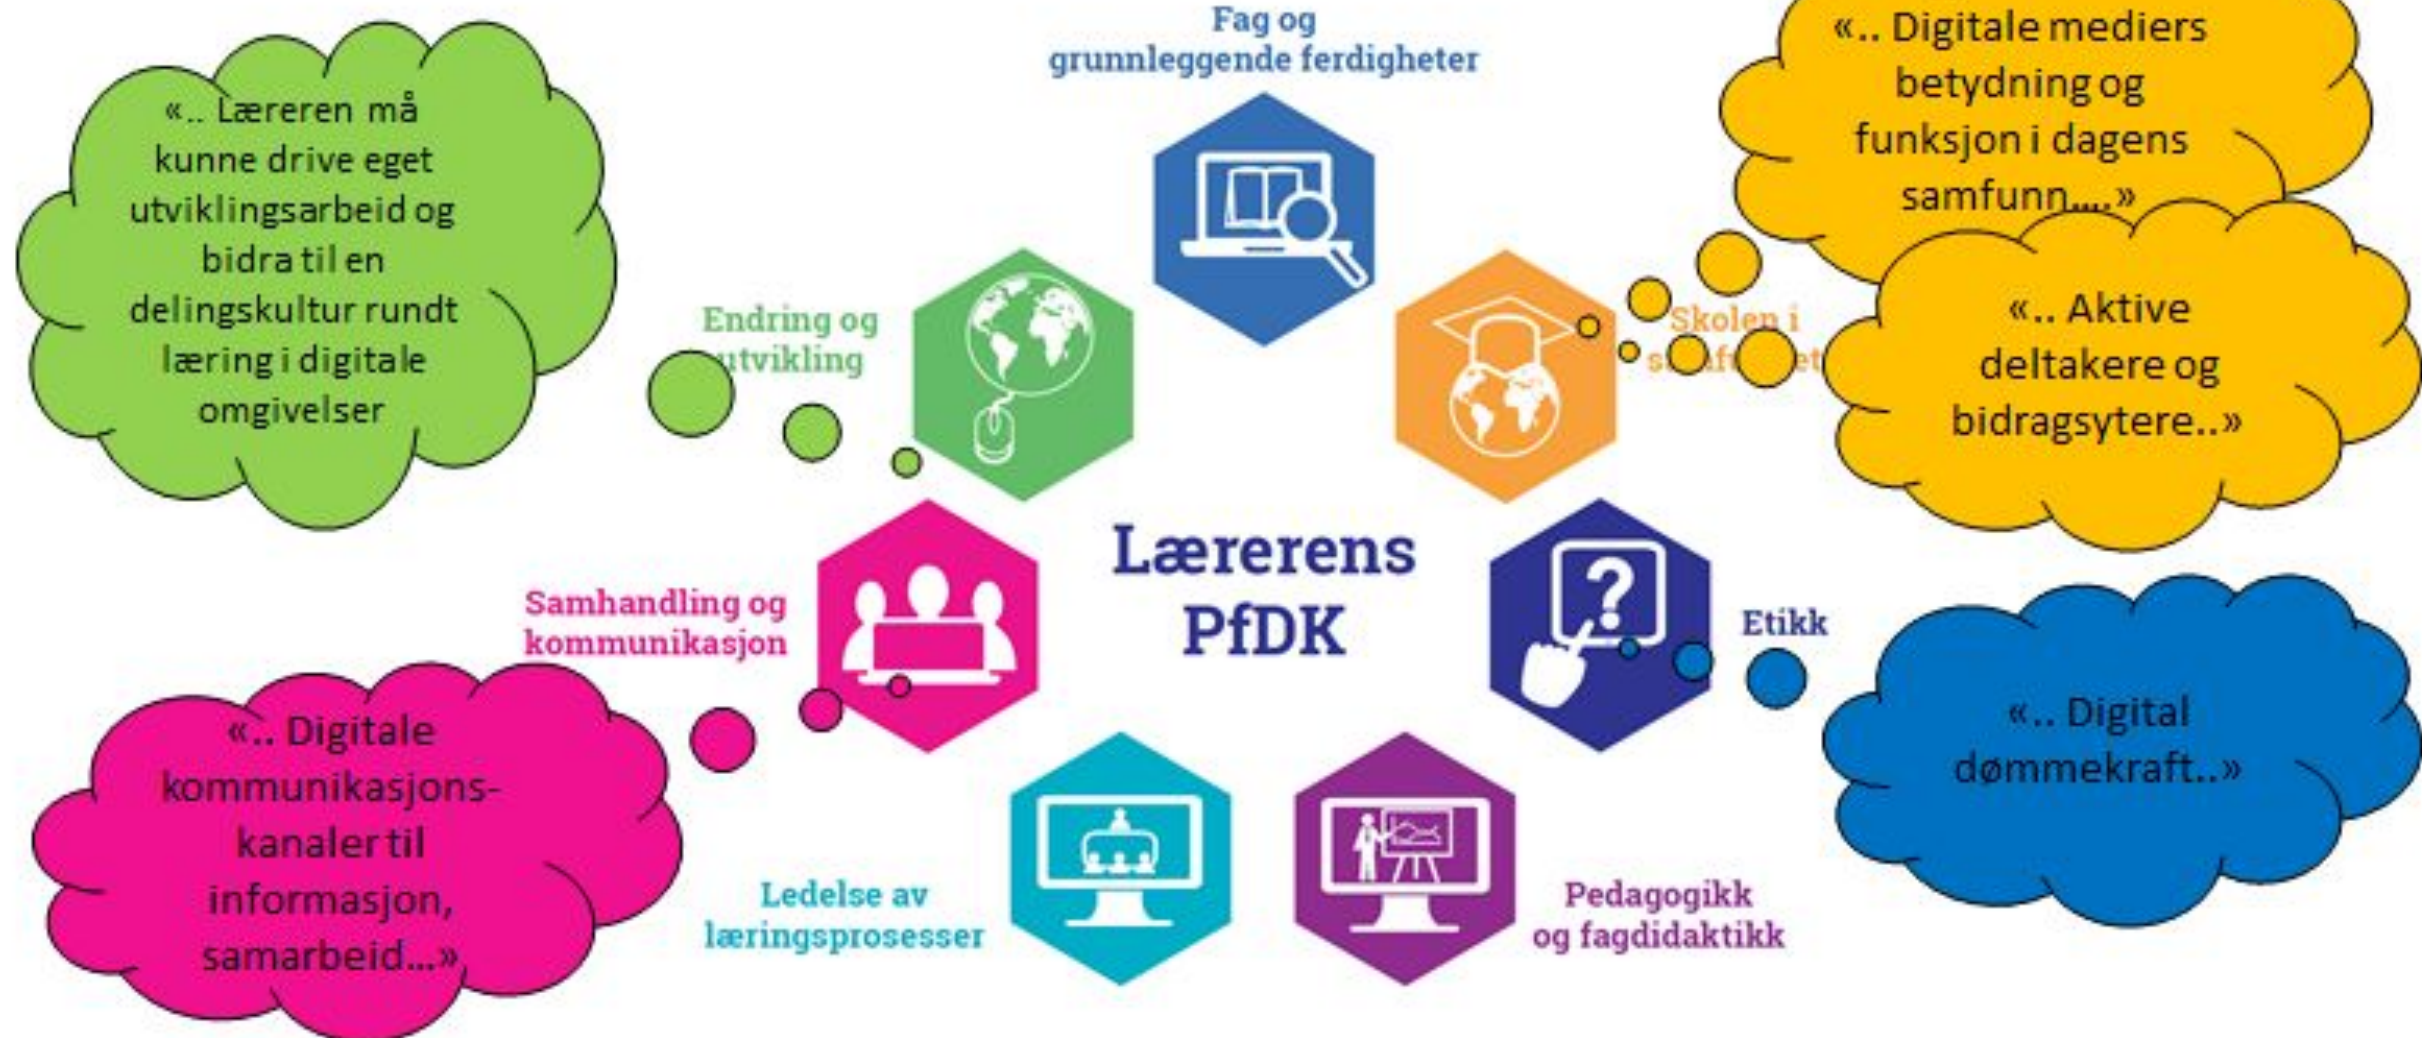 Fag og
grunnleggende ferdigheter
«.. Digitale mediers
betydning og
funksjon i dagens
samfunn....»
«.. Læreren må
kunne drive eget
utviklingsarbeid og
bidra til en
delingskultur rundt
læring i digitale
omgivelser
Endring og
utvikling
Skolen i
«.. Aktive
deltakere og
bidragsytere..»
Lærerens
PfDK
Samhandling og
kommunikasjon
Etikk
«.. Digital
dømmekraft..»
«.. Digitale
kommunikasjons-
kanaler til
informasjon,
samarbeid...»
Ledelse av
læringsprosesser
Pedagogikk
og fagdidaktikk